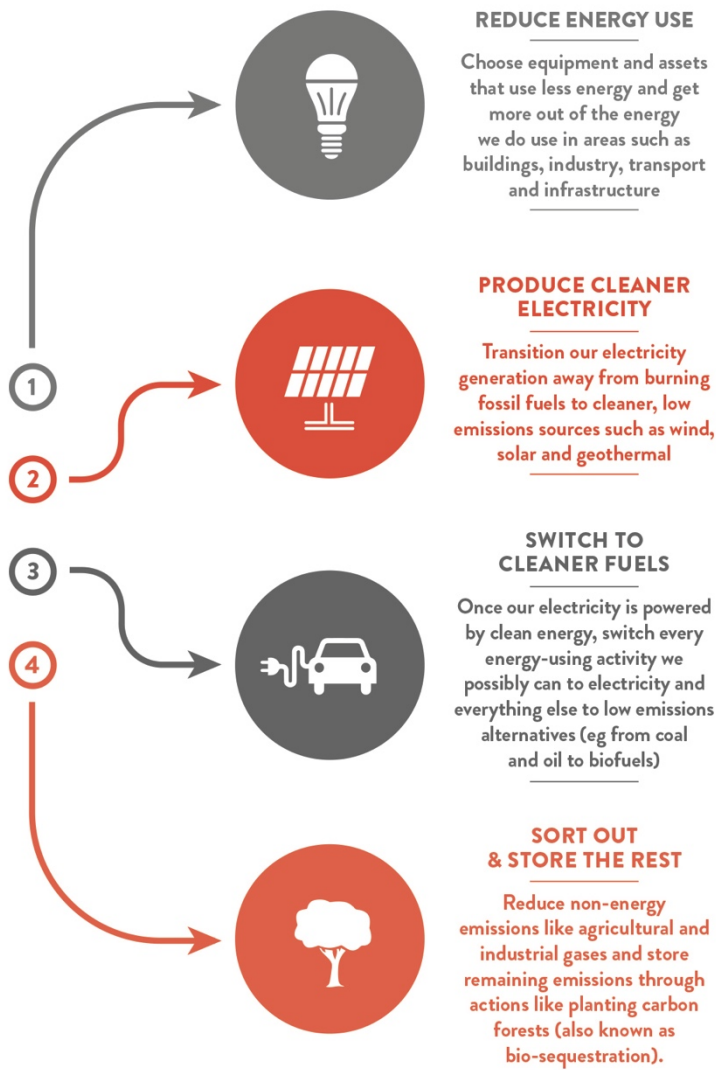 REDUCE ENERGY USE
Choose equipment and assets
that use less energy and get
more out of the energy
we do use in areas such as
buildings, industry, transport
and infrastructure
1
PRODUCE CLEANER
ELECTRICITY
Transition our electricity
generation away from burning
fossil fuels to cleaner, low
emissions sources such as wind,
solar and geothermal
2
3
SWITCH TO
CLEANER FUELS
Once our electricity is powered
by clean energy, switch every
energy-using activity we
possibly can to electricity and
everything else to low emissions
alternatives (eg from coal
and oil to biofuels)
4
SORT OUT
& STORE THE REST
Reduce non-energy
emissions like agricultural and
industrial gases and store
remaining emissions through
actions like planting carbon
forests (also known as
bio-sequestration).